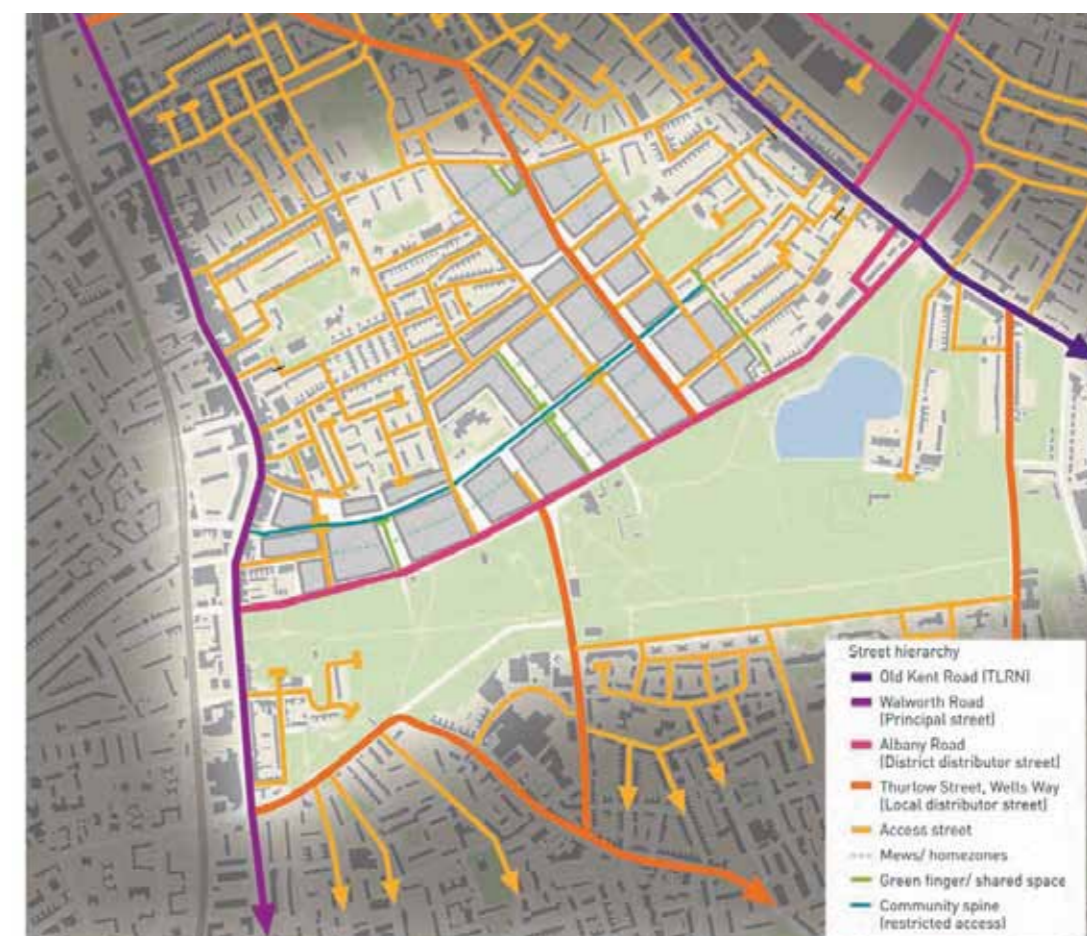 Street hierarchy
Old Kent Road (TLRN)
Walworth Road
(Principal street)
Albany Road
(District distributor street)
Thurlow Street, Wells Way
(Local distributor street)
Access street
Mews/ homezones
Green finger/ shared space
Community spine
(restricted access)